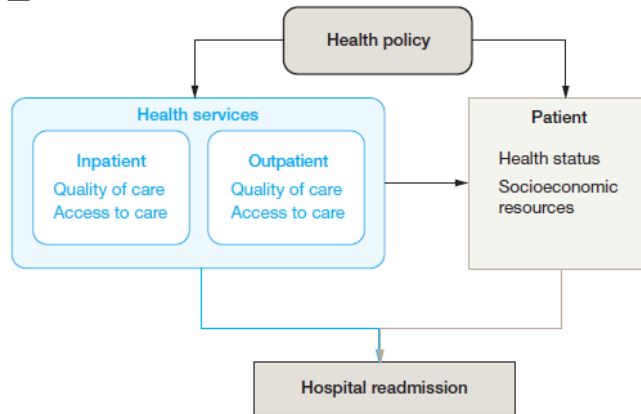 Health policy
Health services
Inpatient
Quality of care
Access to care
Outpatient
Quality of care
Access to care
Patient
Health status
Socioeconomic
resources
Hospital readmission